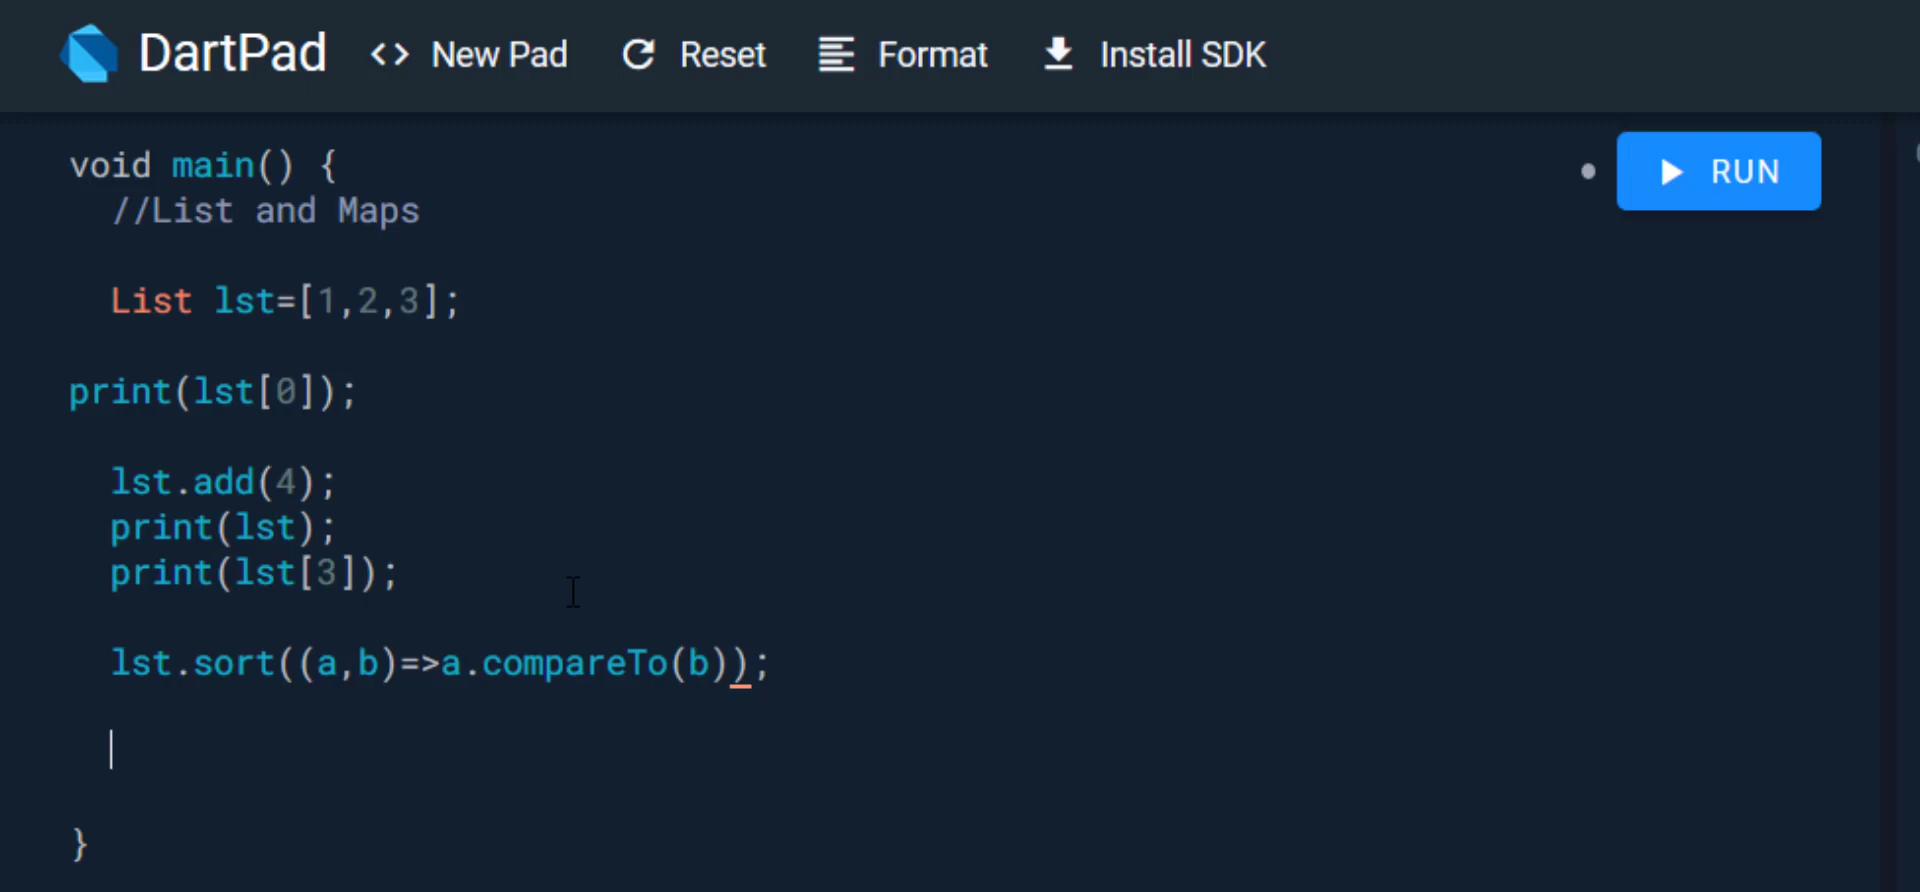 DartPad <> New Pad Reset Format Install SDK
void main() {
//List and Maps
RUN
List lst=[1,2,3];
print(lst[0]);
lst.add(4);
print(lst);
print(lst[3]);
lst.sort((a,b)=>a.compareTo(b));
}